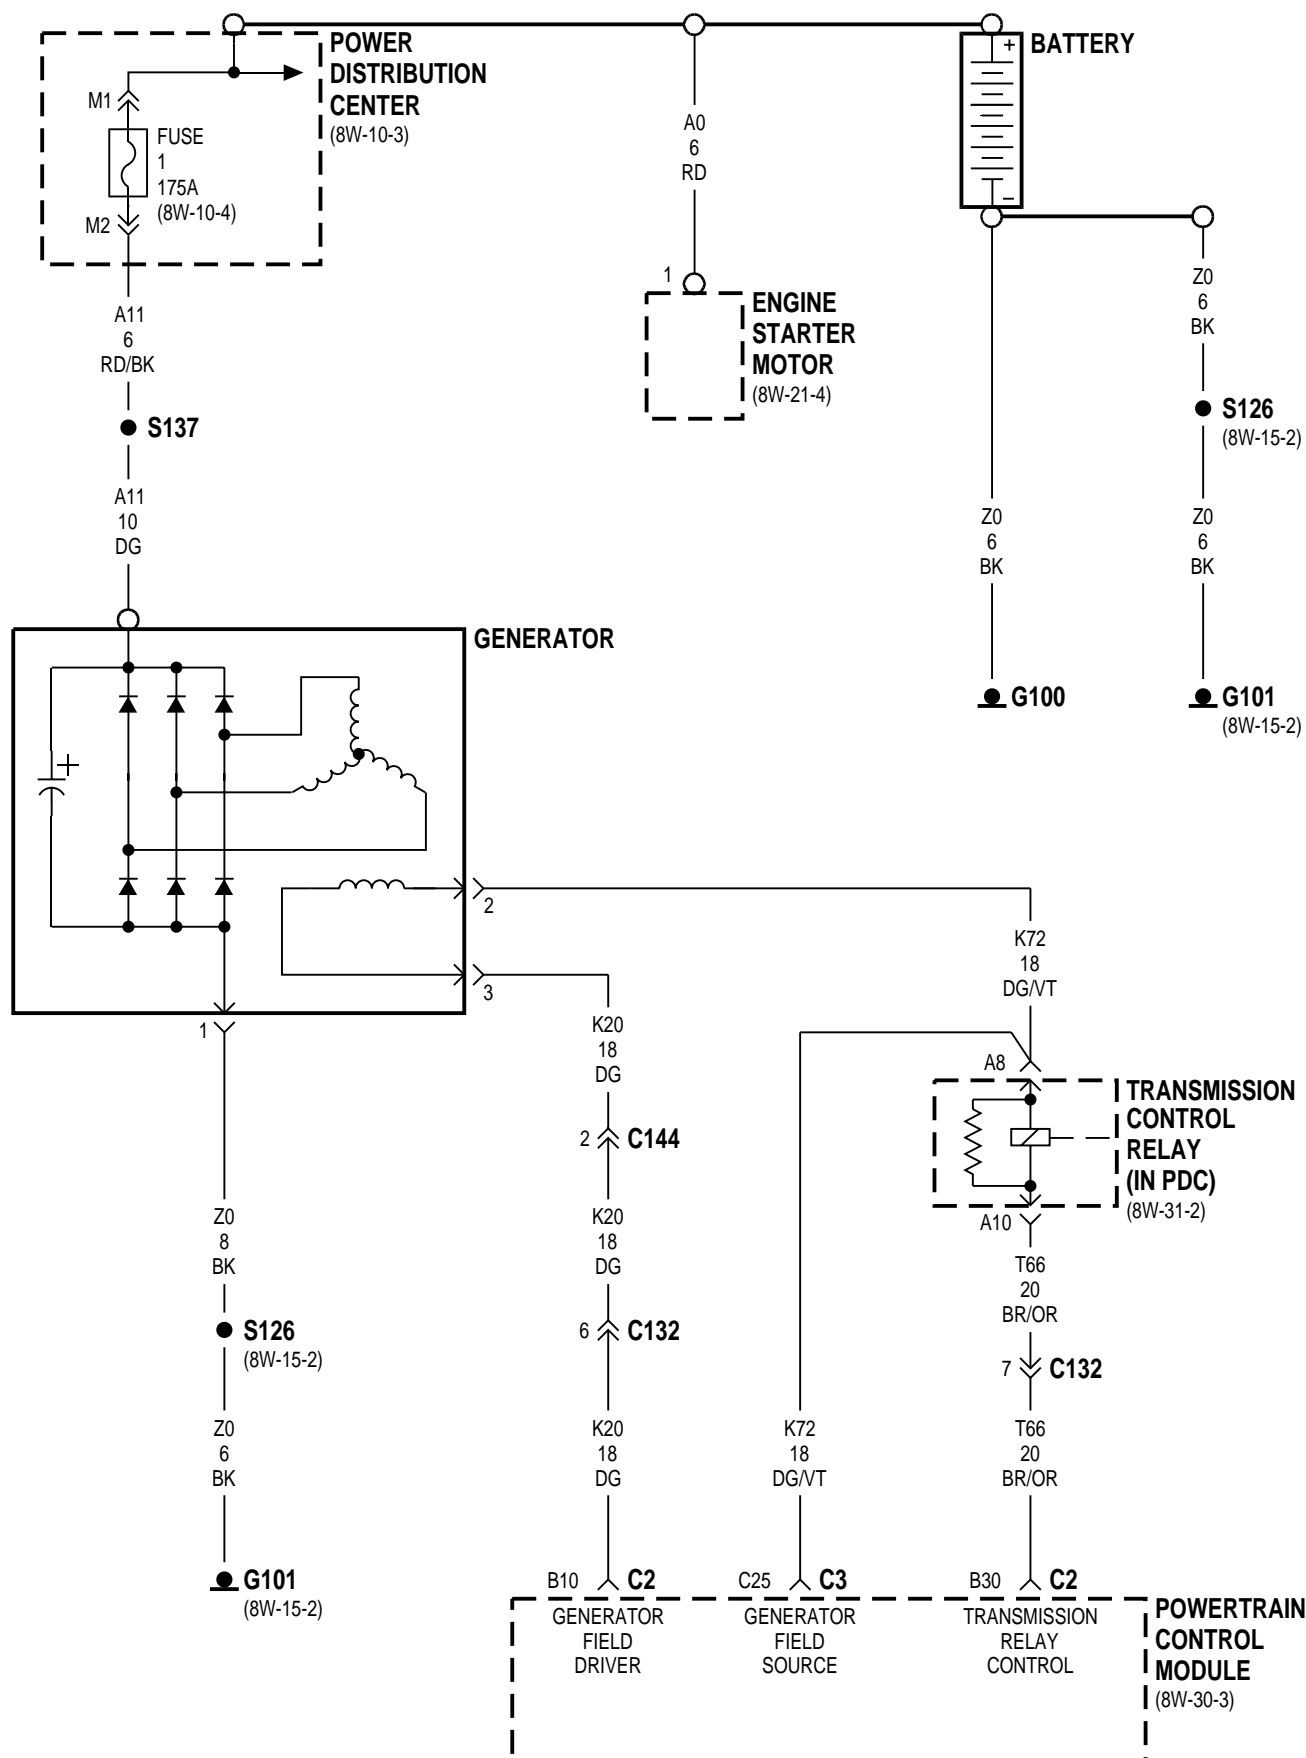 POWER
DISTRIBUTION
CENTER
(8W-10-3)
M1
FUSE
1
175A
(8W-10-4)
M2
A11
6
RD/BK
S137
A11
10
DG
A0
6
RD
1
ENGINE
STARTER
MOTOR
(8W-21-4)
+
BATTERY
–
Z0
6
BK
S126
(8W-15-2)
Z0
6
BK
Z0
6
BK
G100
G101
(8W-15-2)
GENERATOR
+
2
3
1
K72
18
DG/VT
K20
18
DG
2
C144
K20
18
DG
6
C132
K20
18
DG
A8
TRANSMISSION
CONTROL
RELAY
(IN PDC)
(8W-31-2)
A10
T66
20
BR/OR
7
C132
T66
20
BR/OR
K72
18
DG/VT
Z0
8
BK
S126
(8W-15-2)
Z0
6
BK
G101
(8W-15-2)
B10
C2
C25
C3
B30
C2
GENERATOR
FIELD
DRIVER
GENERATOR
FIELD
SOURCE
TRANSMISSION
RELAY
CONTROL
POWERTRAIN
CONTROL
MODULE
(8W-30-3)